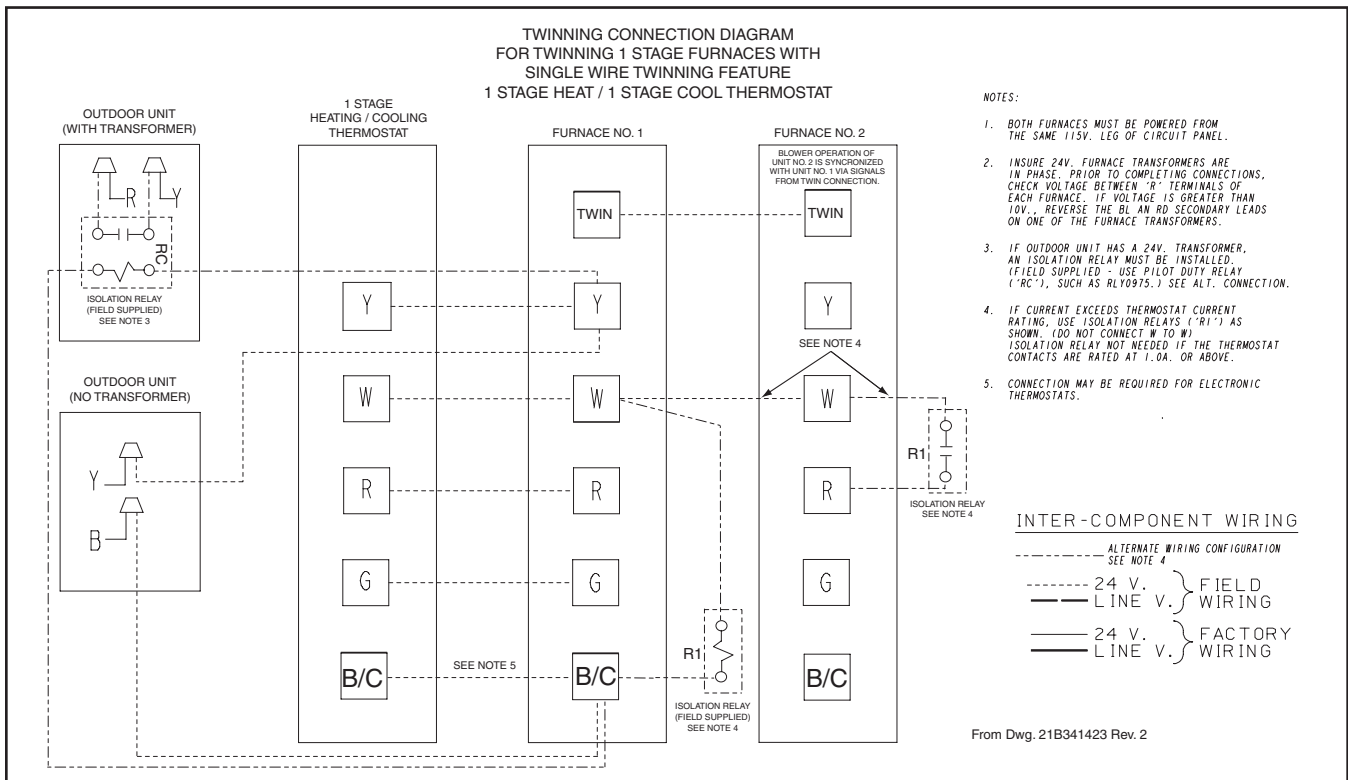 TWINNING CONNECTION DIAGRAM
FOR TWINNING 1 STAGE FURNACES WITH
SINGLE WIRE TWINNING FEATURE
1 STAGE HEAT / 1 STAGE COOL THERMOSTAT
OUTDOOR UNIT
(WITH TRANSFORMER)
R
Y
RC
ISOLATION RELAY
(FIELD SUPPLIED)
SEE NOTE 3
OUTDOOR UNIT
(NO TRANSFORMER)
Y
B
1 STAGE
HEATING / COOLING
THERMOSTAT
Y
W
R
G
B/C
SEE NOTE 5
FURNACE NO. 1
TWIN
Y
W
R
G
B/C
R1
ISOLATION RELAY
(FIELD SUPPLIED)
SEE NOTE 4
FURNACE NO. 2
BLOWER OPERATION OF
UNIT NO. 2 IS SYNCRONIZED
WITH UNIT NO. 1 VIA SIGNALS
FROM TWIN CONNECTION.
TWIN
Y
SEE NOTE 4
W
R
G
B/C
R1
ISOLATION RELAY
SEE NOTE 4
NOTES:
1. BOTH FURNACES MUST BE POWERED FROM
THE SAME 115V. LEG OF CIRCUIT PANEL.
2. INSURE 24V. FURNACE TRANSFORMERS ARE
IN PHASE. PRIOR TO COMPLETING CONNECTIONS,
CHECK VOLTAGE BETWEEN 'R' TERMINALS OF
EACH FURNACE. IF VOLTAGE IS GREATER THAN
10V., REVERSE THE BL AN RD SECONDARY LEADS
ON ONE OF THE FURNACE TRANSFORMERS.
3. IF OUTDOOR UNIT HAS A 24V. TRANSFORMER,
AN ISOLATION RELAY MUST BE INSTALLED.
(FIELD SUPPLIED - USE PILOT DUTY RELAY
('RC'), SUCH AS RLY0975.) SEE ALT. CONNECTION.
4. IF CURRENT EXCEEDS THERMOSTAT CURRENT
RATING, USE ISOLATION RELAYS ('R1') AS
SHOWN. (DO NOT CONNECT W TO W)
ISOLATION RELAY NOT NEEDED IF THE THERMOSTAT
CONTACTS ARE RATED AT 1.0A. OR ABOVE.
5. CONNECTION MAY BE REQUIRED FOR ELECTRONIC
THERMOSTATS.
INTER-COMPONENT WIRING
ALTERNATE WIRING CONFIGURATION
SEE NOTE 4
24 V.
LINE V.
FIELD
WIRING
24 V.
LINE V.
FACTORY
WIRING
From Dwg. 21B341423 Rev. 2